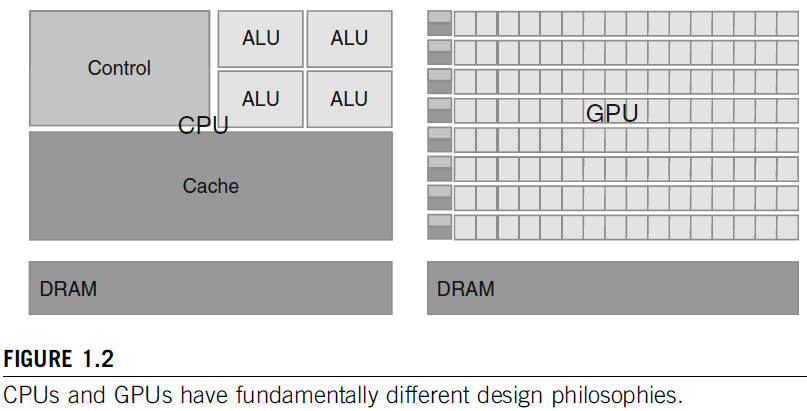 Control
ALU ALU
ALU ALU
CPU
Cache
DRAM
GPU
DRAM
FIGURE 1.2
CPUs and GPUs have fundamentally different design philosophies.